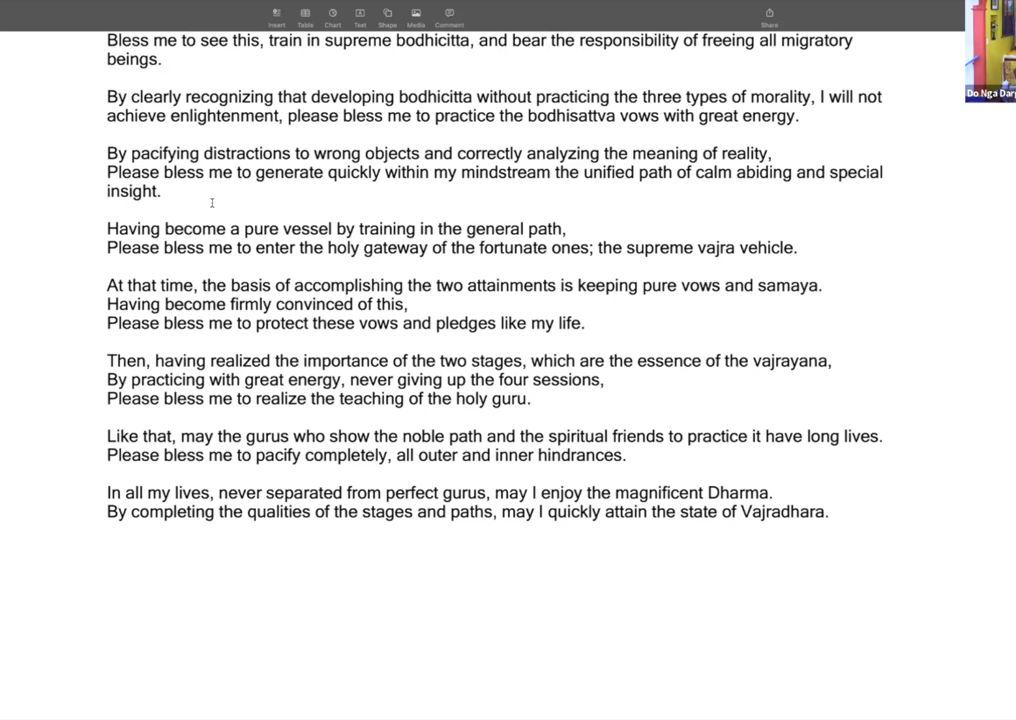 Insert Table Chart Text Shape Media Comment Share
Bless me to see this, train in supreme bodhicitta, and bear the responsibility of freeing all migratory
beings.
By clearly recognizing that developing bodhicitta without practicing the three types of morality, I will not
achieve enlightenment, please bless me to practice the bodhisattva vows with great energy.
By pacifying distractions to wrong objects and correctly analyzing the meaning of reality,
Please bless me to generate quickly within my mindstream the unified path of calm abiding and special
insight.
Having become a pure vessel by training in the general path,
Please bless me to enter the holy gateway of the fortunate ones; the supreme vajra vehicle.
At that time, the basis of accomplishing the two attainments is keeping pure vows and samaya.
Having become firmly convinced of this,
Please bless me to protect these vows and pledges like my life.
Then, having realized the importance of the two stages, which are the essence of the vajrayana,
By practicing with great energy, never giving up the four sessions,
Please bless me to realize the teaching of the holy guru.
Like that, may the gurus who show the noble path and the spiritual friends to practice it have long lives.
Please bless me to pacify completely, all outer and inner hindrances.
In all my lives, never separated from perfect gurus, may I enjoy the magnificent Dharma.
By completing the qualities of the stages and paths, may I quickly attain the state of Vajradhara.
Do Nga